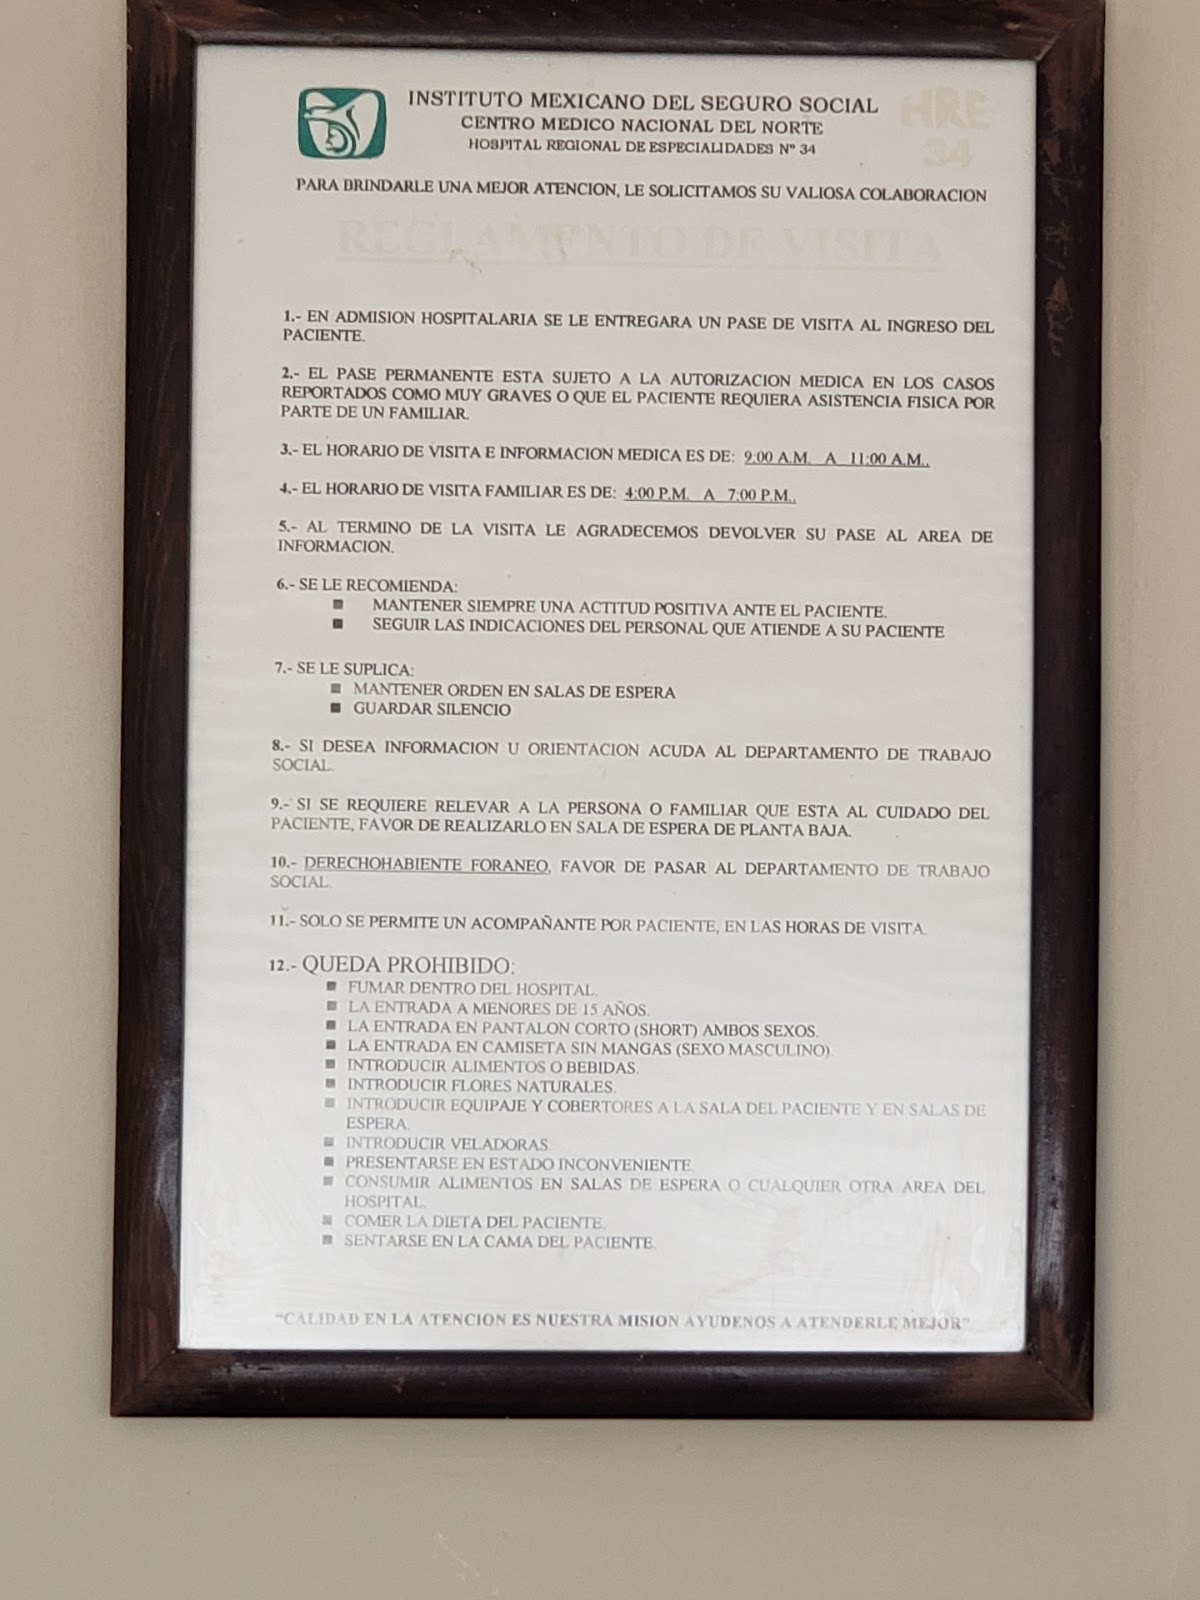 INSTITUTO MEXICANO DEL SEGURO SOCIAL
CENTRO MEDICO NACIONAL DEL NORTE
HOSPITAL REGIONAL DE ESPECIALIDADES Nº 34
HRE
34
PARA BRINDARLE UNA MEJOR ATENCION, LE SOLICITAMOS SU VALIOSA COLABORACION
REGLAMENTO DE VISITA
1.- EN ADMISION HOSPITALARIA SE LE ENTREGARA UN PASE DE VISITA AL INGRESO DEL
PACIENTE.
2.- EL PASE PERMANENTE ESTA SUJETO A LA AUTORIZACION MEDICA EN LOS CASOS
REPORTADOS COMO MUY GRAVES O QUE EL PACIENTE REQUIERA ASISTENCIA FISICA POR
PARTE DE UN FAMILIAR.
3.- EL HORARIO DE VISITA E INFORMACION MEDICA ES DE: 9:00 A.M. A 11:00 A.M..
4.- EL HORARIO DE VISITA FAMILIAR ES DE: 4:00 P.M. A 7:00 P.M..
5.- AL TERMINO DE LA VISITA LE AGRADECEMOS DEVOLVER SU PASE AL AREA DE
INFORMACION.
6.- SE LE RECOMIENDA:
■ MANTENER SIEMPRE UNA ACTITUD POSITIVA ANTE EL PACIENTE.
■ SEGUIR LAS INDICACIONES DEL PERSONAL QUE ATIENDE A SU PACIENTE
7.- SE LE SUPLICA:
■ MANTENER ORDEN EN SALAS DE ESPERA
■ GUARDAR SILENCIO
8.- SI DESEA INFORMACION U ORIENTACION ACUDA AL DEPARTAMENTO DE TRABAJO
SOCIAL.
9.- SI SE REQUIERE RELEVAR A LA PERSONA O FAMILIAR QUE ESTA AL CUIDADO DEL
PACIENTE, FAVOR DE REALIZARLO EN SALA DE ESPERA DE PLANTA BAJA.
10.- DERECHOHABIENTE FORANEO, FAVOR DE PASAR AL DEPARTAMENTO DE TRABAJO
SOCIAL.
11.- SOLO SE PERMITE UN ACOMPAÑANTE POR PACIENTE, EN LAS HORAS DE VISITA.
12.- QUEDA PROHIBIDO:
■ FUMAR DENTRO DEL HOSPITAL.
■ LA ENTRADA A MENORES DE 15 AÑOS.
■ LA ENTRADA EN PANTALON CORTO (SHORT) AMBOS SEXOS.
■ LA ENTRADA EN CAMISETA SIN MANGAS (SEXO MASCULINO).
■ INTRODUCIR ALIMENTOS O BEBIDAS.
■ INTRODUCIR FLORES NATURALES.
■ INTRODUCIR EQUIPAJE Y COBERTORES A LA SALA DEL PACIENTE Y EN SALAS DE
ESPERA.
■ INTRODUCIR VELADORAS
■ PRESENTARSE EN ESTADO INCONVENIENTE.
■ CONSUMIR ALIMENTOS EN SALAS DE ESPERA O CUALQUIER OTRA AREA DEL
HOSPITAL.
■ COMER LA DIETA DEL PACIENTE.
■ SENTARSE EN LA CAMA DEL PACIENTE.
"CALIDAD EN LA ATENCION ES NUESTRA MISION AYUDENOS A ATENDERLE MEJOR"